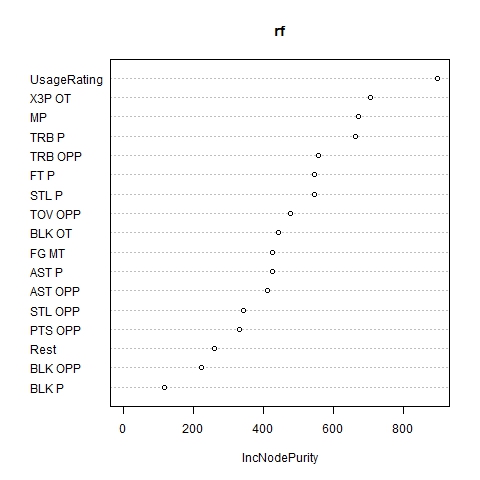 rf
UsageRating
X3P OT
MP
TRB P
TRB OPP
FT P
STL P
TOV OPP
BLK OT
FG MT
AST P
AST OPP
STL OPP
PTS OPP
Rest
BLK OPP
BLK P
0 200 400 600 800
IncNodePurity